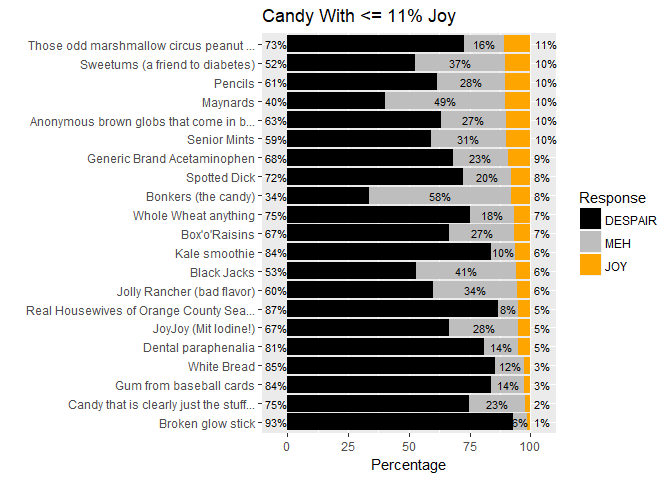 Candy With <= 11% Joy
Those odd marshmallow circus peanut ... 73% 16% 11%
Sweetums (a friend to diabetes) 52% 37% 10%
Pencils 61% 28% 10%
Maynards 40% 49% 10%
Anonymous brown globs that come in b... 63% 27% 10%
Senior Mints 59% 31% 10%
Generic Brand Acetaminophen 68% 23% 9%
Spotted Dick 72% 20% 8%
Bonkers (the candy) 34% 58% 8%
Whole Wheat anything 75% 18% 7%
Box'o'Raisins 67% 27% 7%
Kale smoothie 84% 10% 6%
Black Jacks 53% 41% 6%
Jolly Rancher (bad flavor) 60% 34% 6%
Real Housewives of Orange County Sea... 87% 8% 5%
JoyJoy (Mit Iodine!) 67% 28% 5%
Dental paraphenalia 81% 14% 5%
White Bread 85% 12% 3%
Gum from baseball cards 84% 14% 3%
Candy that is clearly just the stuff... 75% 23% 2%
Broken glow stick 93% 6% 1%
0 25 50 75 100
Percentage
Response
DESPAIR
MEH
JOY